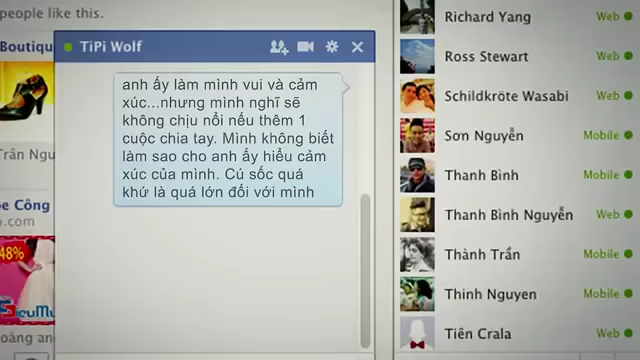 people like this.
Boutiqu
Trân Ngu
e Công
n.com
48%
SieuMu
oàng an
TiPi Wolf
anh ấy làm mình vui và cảm
xúc...nhưng mình nghĩ sẽ
không chịu nổi nếu thêm 1
cuộc chia tay. Mình không biết
làm sao cho anh ấy hiểu cảm
xúc của mình. Cú sốc quá
khứ là quá lớn đối với mình
Richard Yang Web
Ross Stewart Web
Schildkröte Wasabi Web
Sơn Nguyễn Mobile
Thanh Bình Mobile
Thanh Bình Nguyễn Web
Thành Trần Mobile
Thinh Nguyen Mobile
Tiên Crala Web